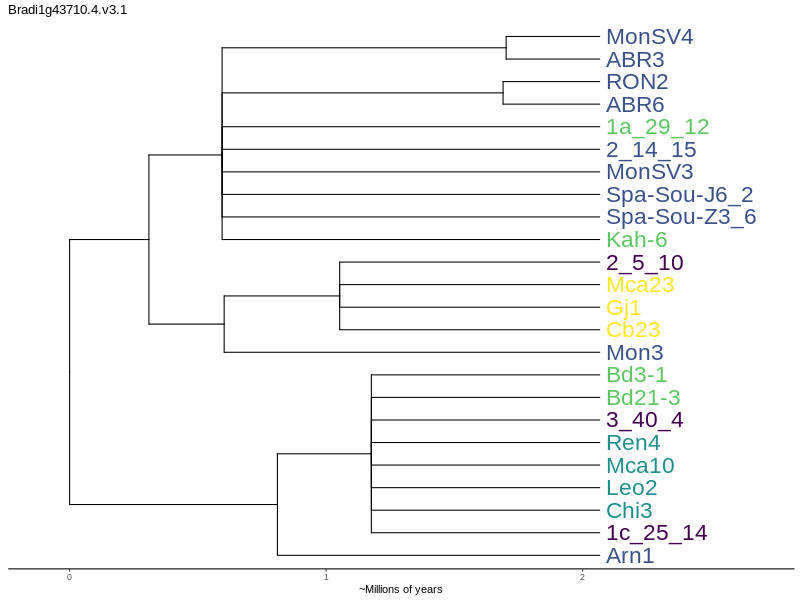 Bradi1g43710.4.v3.1
MonSV4
ABR3
RON2
ABR6
1a_29_12
2_14_15
MonSV3
Spa-Sou-J6_2
Spa-Sou-Z3_6
Kah-6
2_5_10
Mca23
Gj1
Cb23
Mon3
Bd3-1
Bd21-3
3_40_4
Ren4
Mca10
Leo2
Chi3
1c_25_14
Arn1
0 1 2
~Millions of years